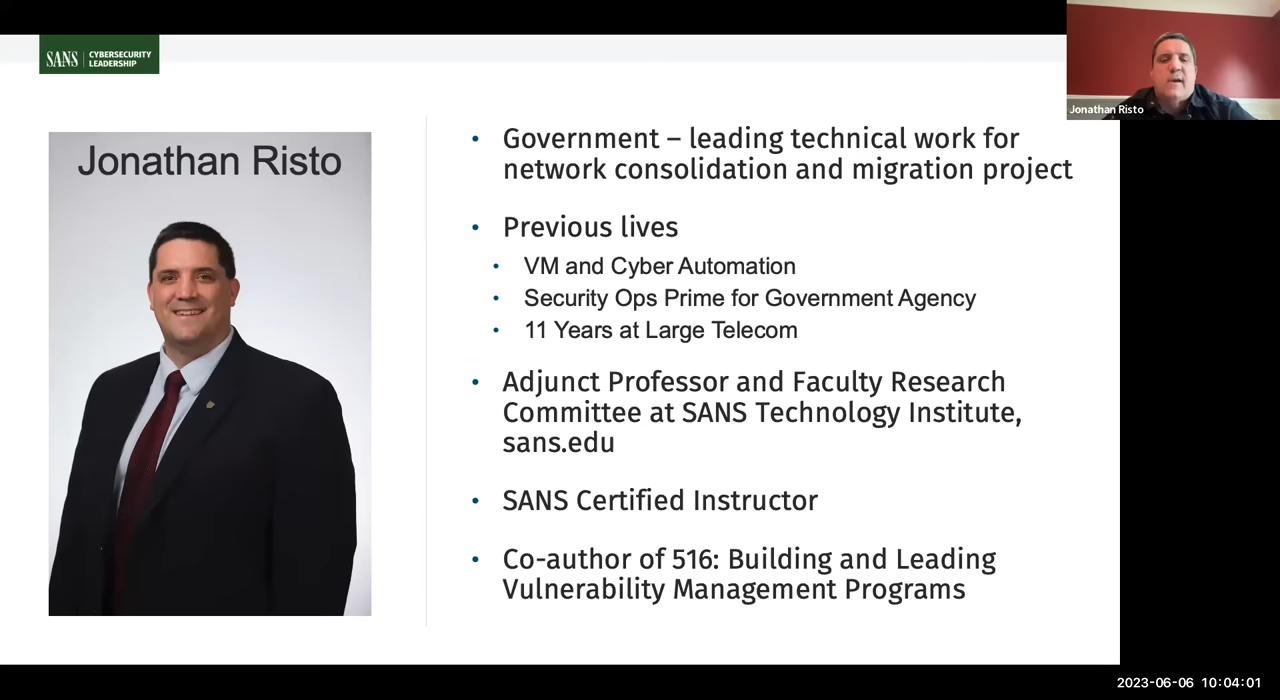 SANS | CYBERSECURITY
LEADERSHIP
Jonathan Risto
Jonathan Risto
• Government – leading technical work for
network consolidation and migration project
• Previous lives
• VM and Cyber Automation
• Security Ops Prime for Government Agency
• 11 Years at Large Telecom
• Adjunct Professor and Faculty Research
Committee at SANS Technology Institute,
sans.edu
• SANS Certified Instructor
• Co-author of 516: Building and Leading
Vulnerability Management Programs
2023-06-06 10:04:01